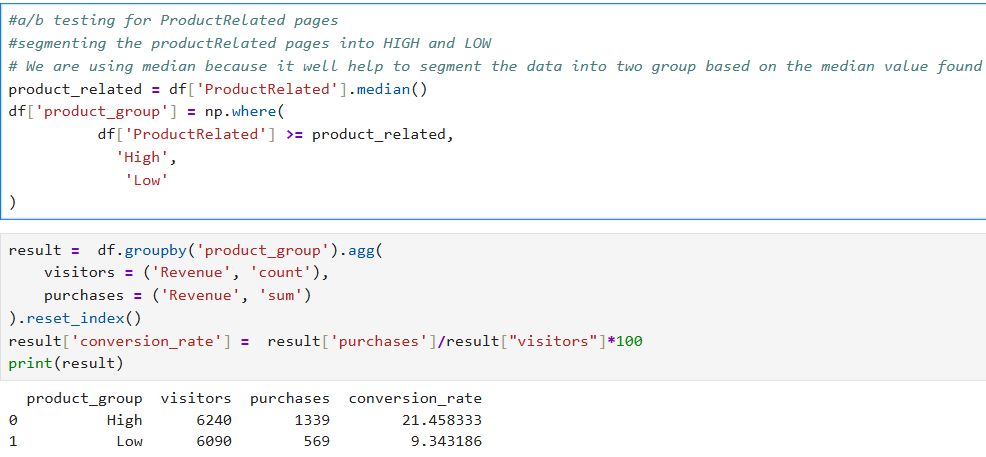 #a/b testing for ProductRelated pages
#segmenting the productRelated pages into HIGH and LOW
# We are using median because it well help to segment the data into two group based on the median value found
product_related = df['ProductRelated'].median()
df['product_group'] = np.where(
          df['ProductRelated'] >= product_related,
            'High',
             'Low'
)
result =  df.groupby('product_group').agg(
    visitors = ('Revenue', 'count'),
    purchases = ('Revenue', 'sum')
).reset_index()
result['conversion_rate'] =  result['purchases']/result["visitors"]*100
print(result)
  product_group  visitors  purchases  conversion_rate
0          High      6240       1339        21.458333
1           Low      6090        569         9.343186